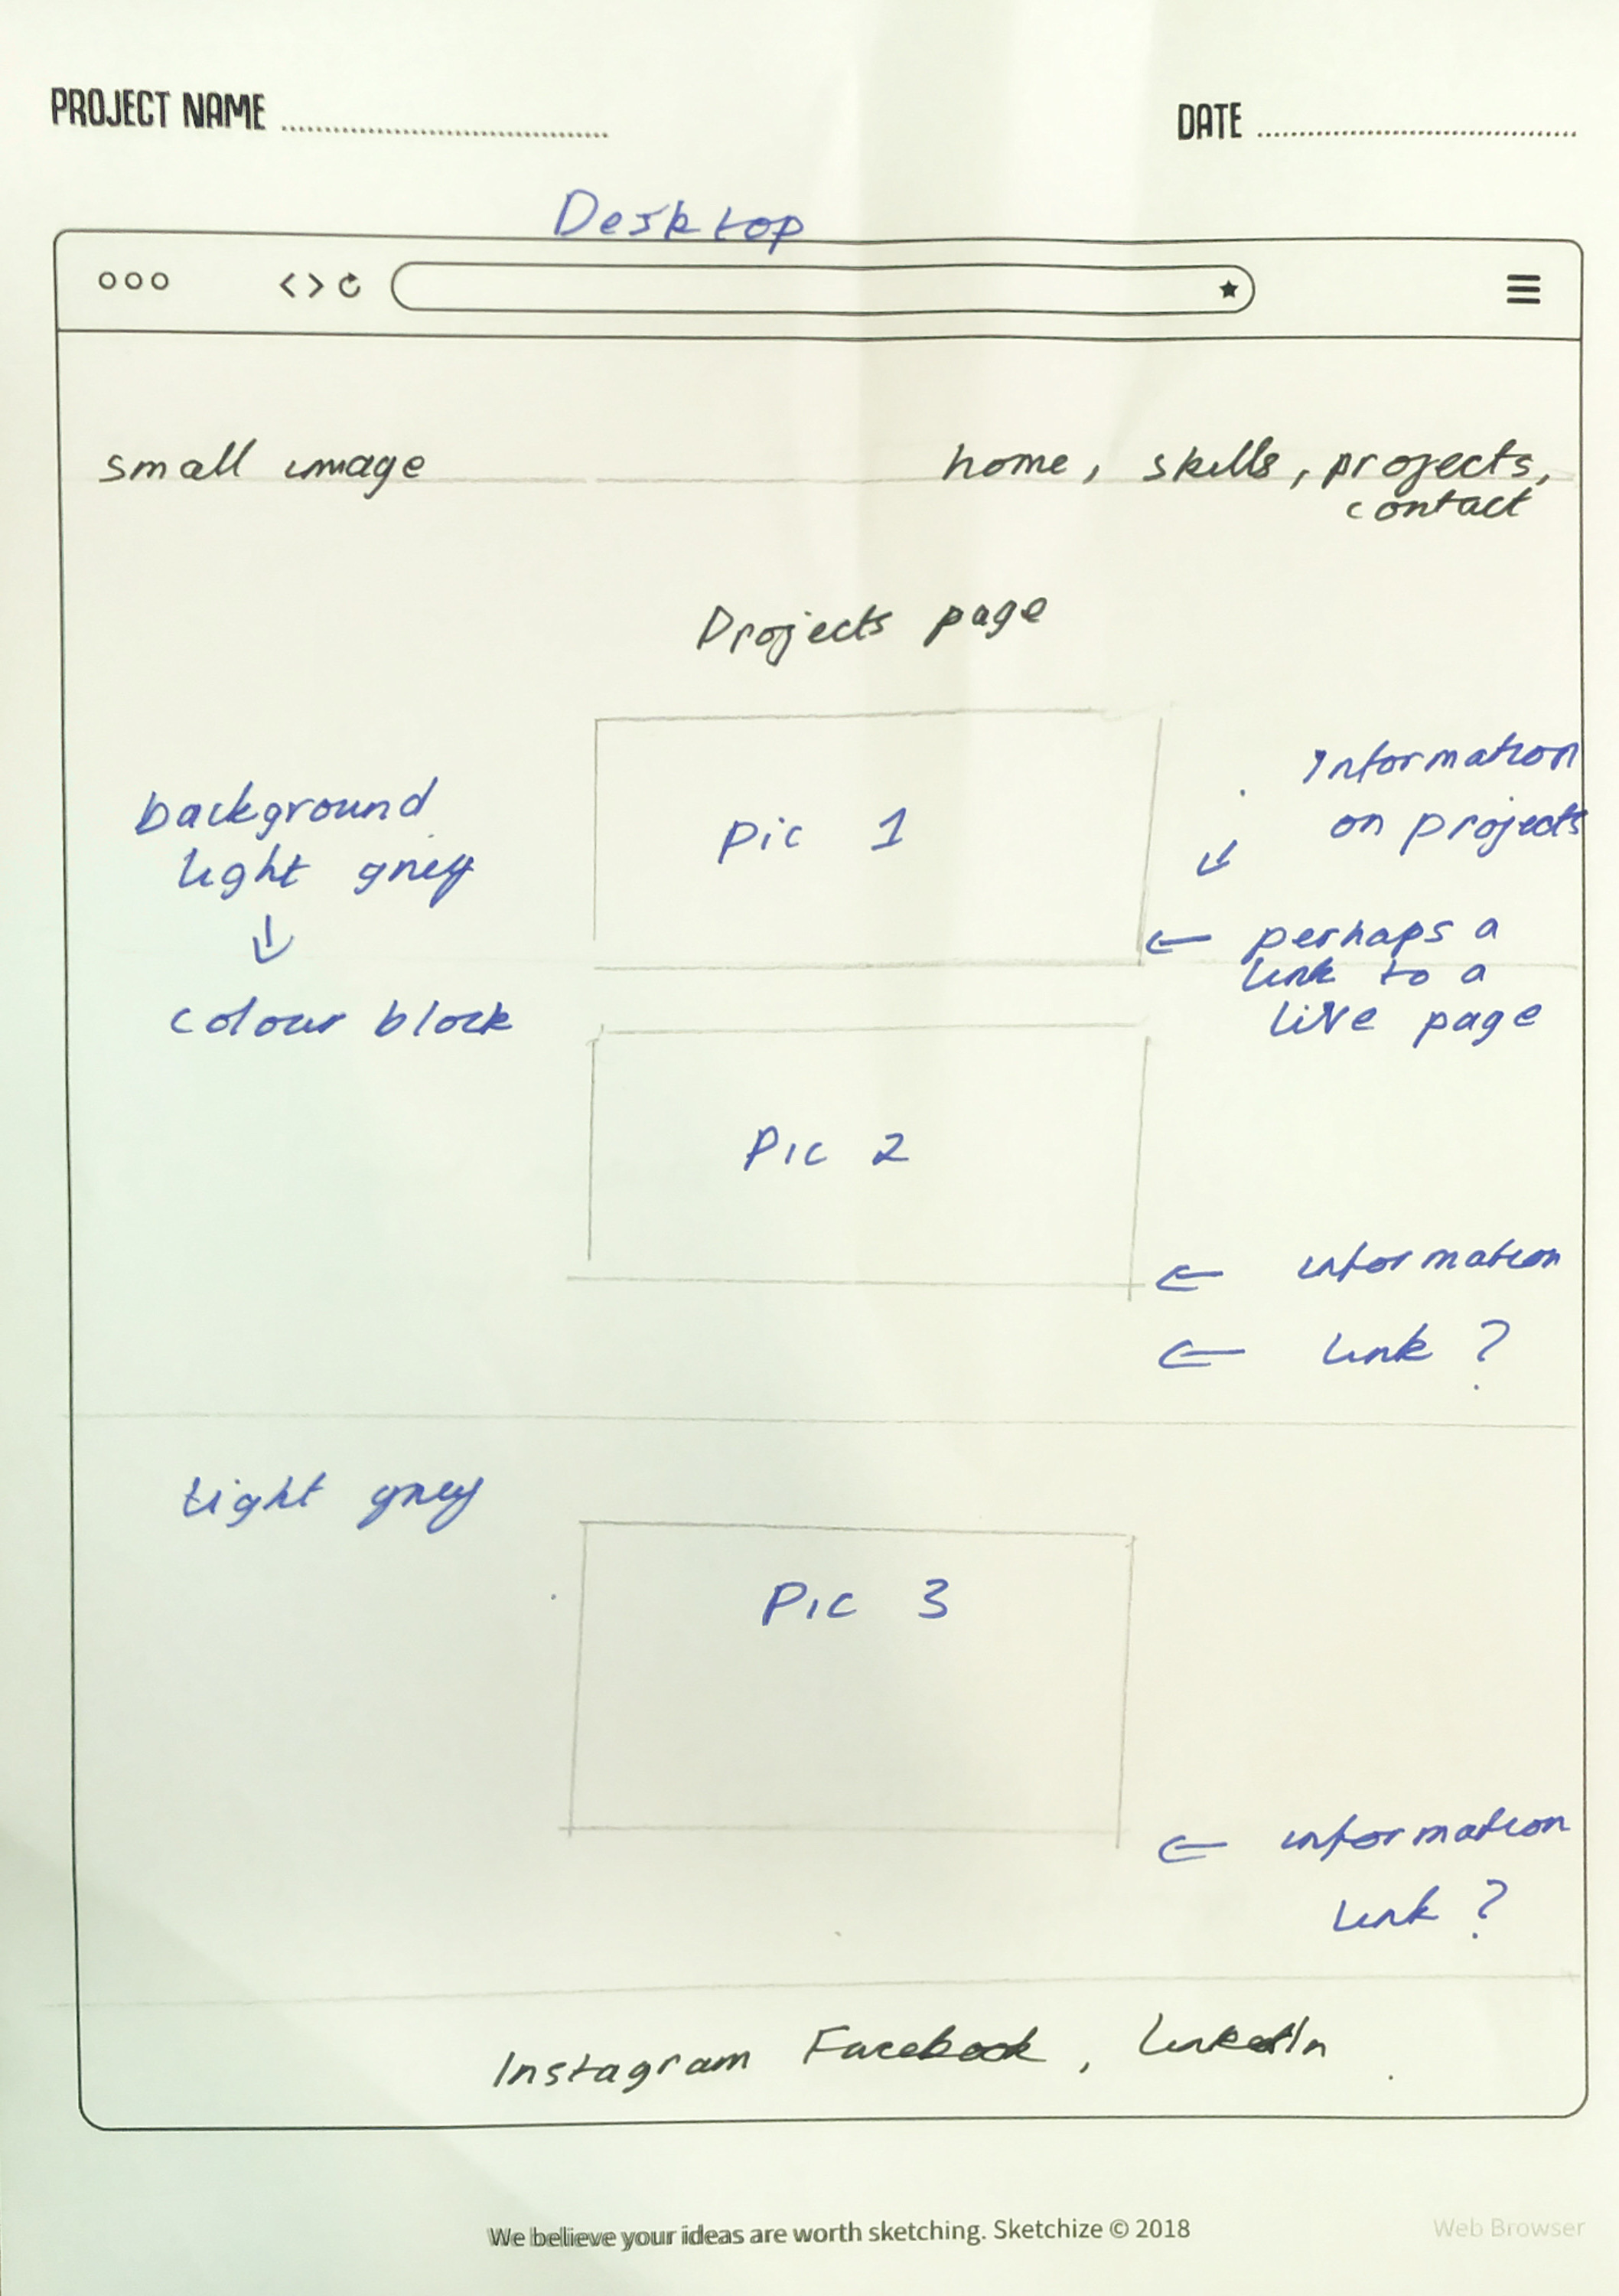 PROJECT NAME
DATE
Desktop
small image
home, skills, projects,
contact
Projects page
Pic 1
Information
on projects
background
light grey
colour block
perhaps a
link to a
live page
Pic 2
information
link ?
Light grey
Pic 3
information
link ?
Instagram Facebook, LinkedIn
We believe your ideas are worth sketching. Sketchize © 2018
Web Browser